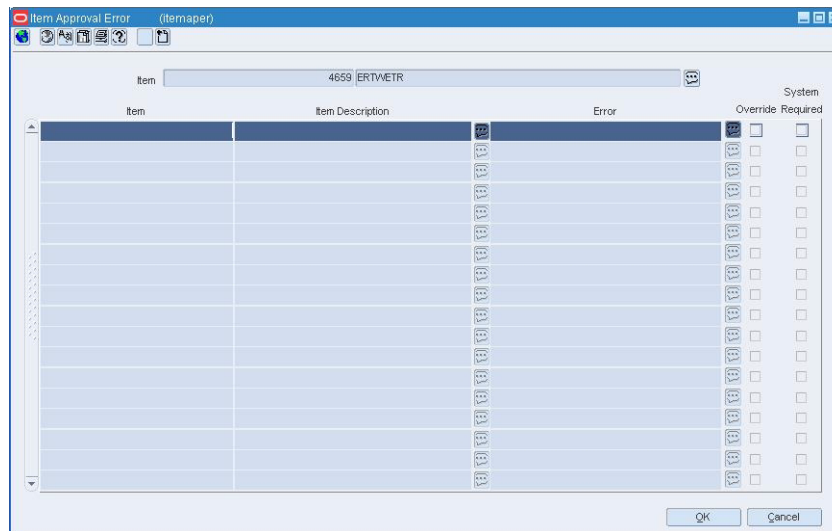 Item Approval Error (itemaper)
Item 4659 ERTWETR
System
Item Item Description Error Override Required
OK Cancel